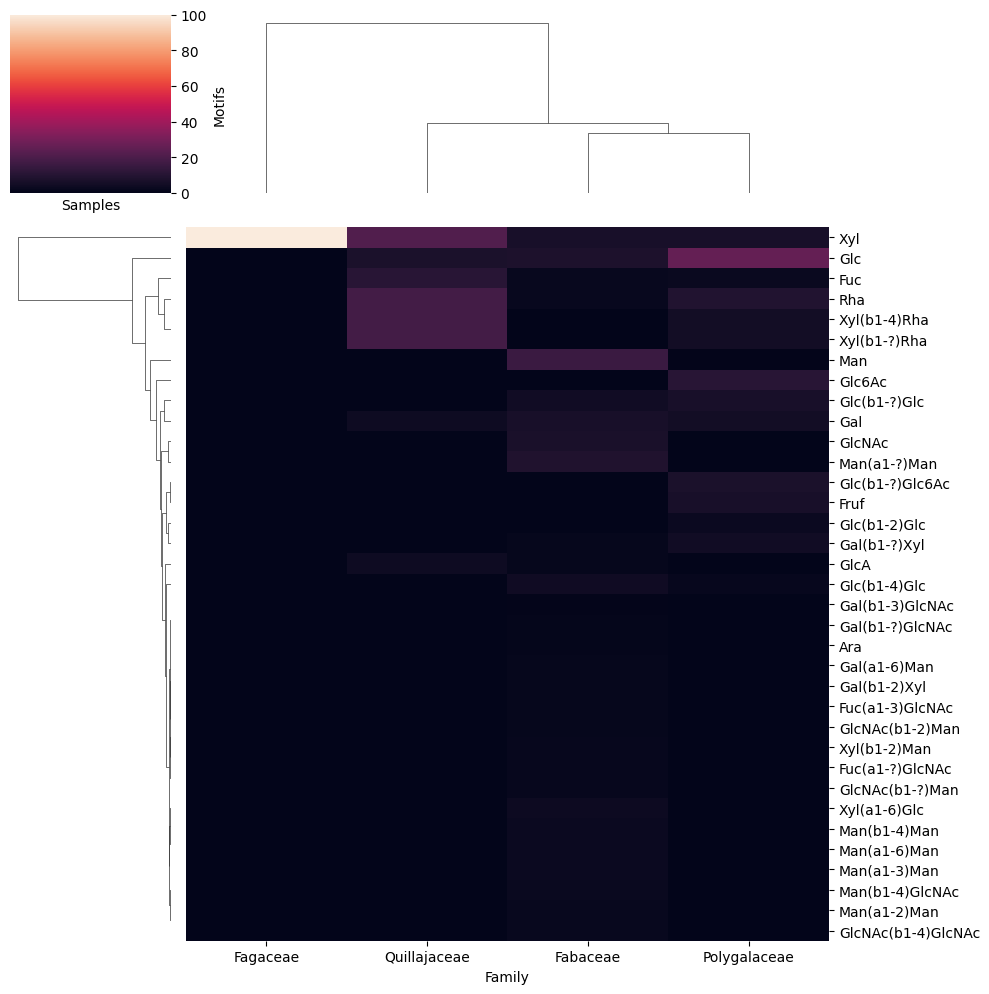 100
80
60
40
20
0
Motifs
Samples
Xyl
Glc
Fuc
Rha
Xyl(b1-4)Rha
Xyl(b1-?)Rha
Man
Glc6Ac
Glc(b1-?)Glc
Gal
GlcNAc
Man(a1-?)Man
Glc(b1-?)Glc6Ac
Fruf
Glc(b1-2)Glc
Gal(b1-?)Xyl
GlcA
Glc(b1-4)Glc
Gal(b1-3)GlcNAc
Gal(b1-?)GlcNAc
Ara
Gal(a1-6)Man
Gal(b1-2)Xyl
Fuc(a1-3)GlcNAc
GlcNAc(b1-2)Man
Xyl(b1-2)Man
Fuc(a1-?)GlcNAc
GlcNAc(b1-?)Man
Xyl(a1-6)Glc
Man(b1-4)Man
Man(a1-6)Man
Man(a1-3)Man
Man(b1-4)GlcNAc
Man(a1-2)Man
GlcNAc(b1-4)GlcNAc
Fagaceae Quillajaceae Fabaceae Polygalaceae
Family